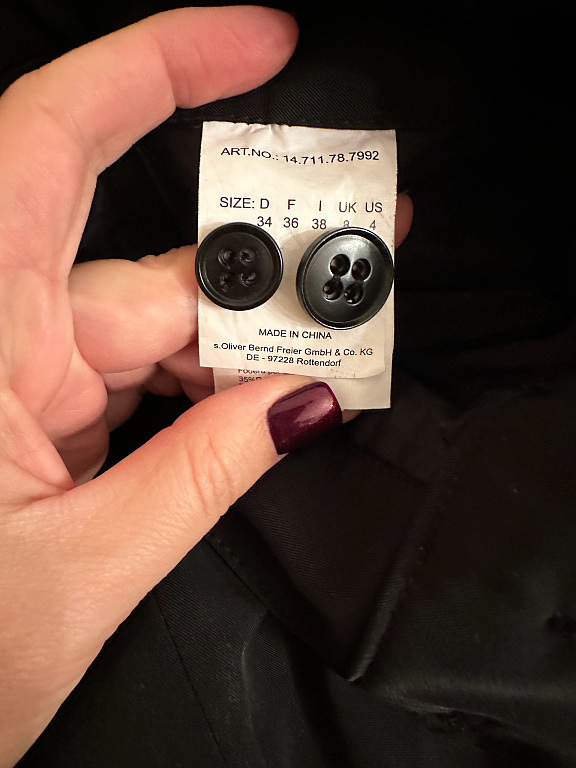 ART.NO.: 14.711.78.7992
SIZE: D F I UK US
34 36 38 8 4
MADE IN CHINA
s.Oliver Bernd Freier GmbH & Co. KG
DE - 97228 Rottendorf
35%